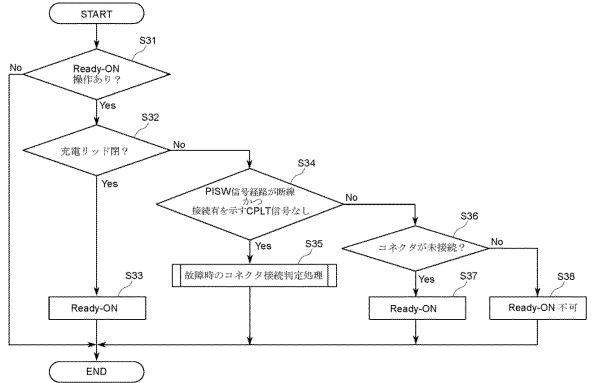 START
S31
Ready-ON
操作あり?
No
Yes
S32
充電リッド閉?
No
Yes
S34
PISW信号経路が断線
かつ
接続有を示すCPLT信号なし
No
Yes
S36
コネクタが未接続?
No
Yes
S35
故障時のコネクタ接続判定処理
S33
Ready-ON
S37
Ready-ON
S38
Ready-ON 不可
END